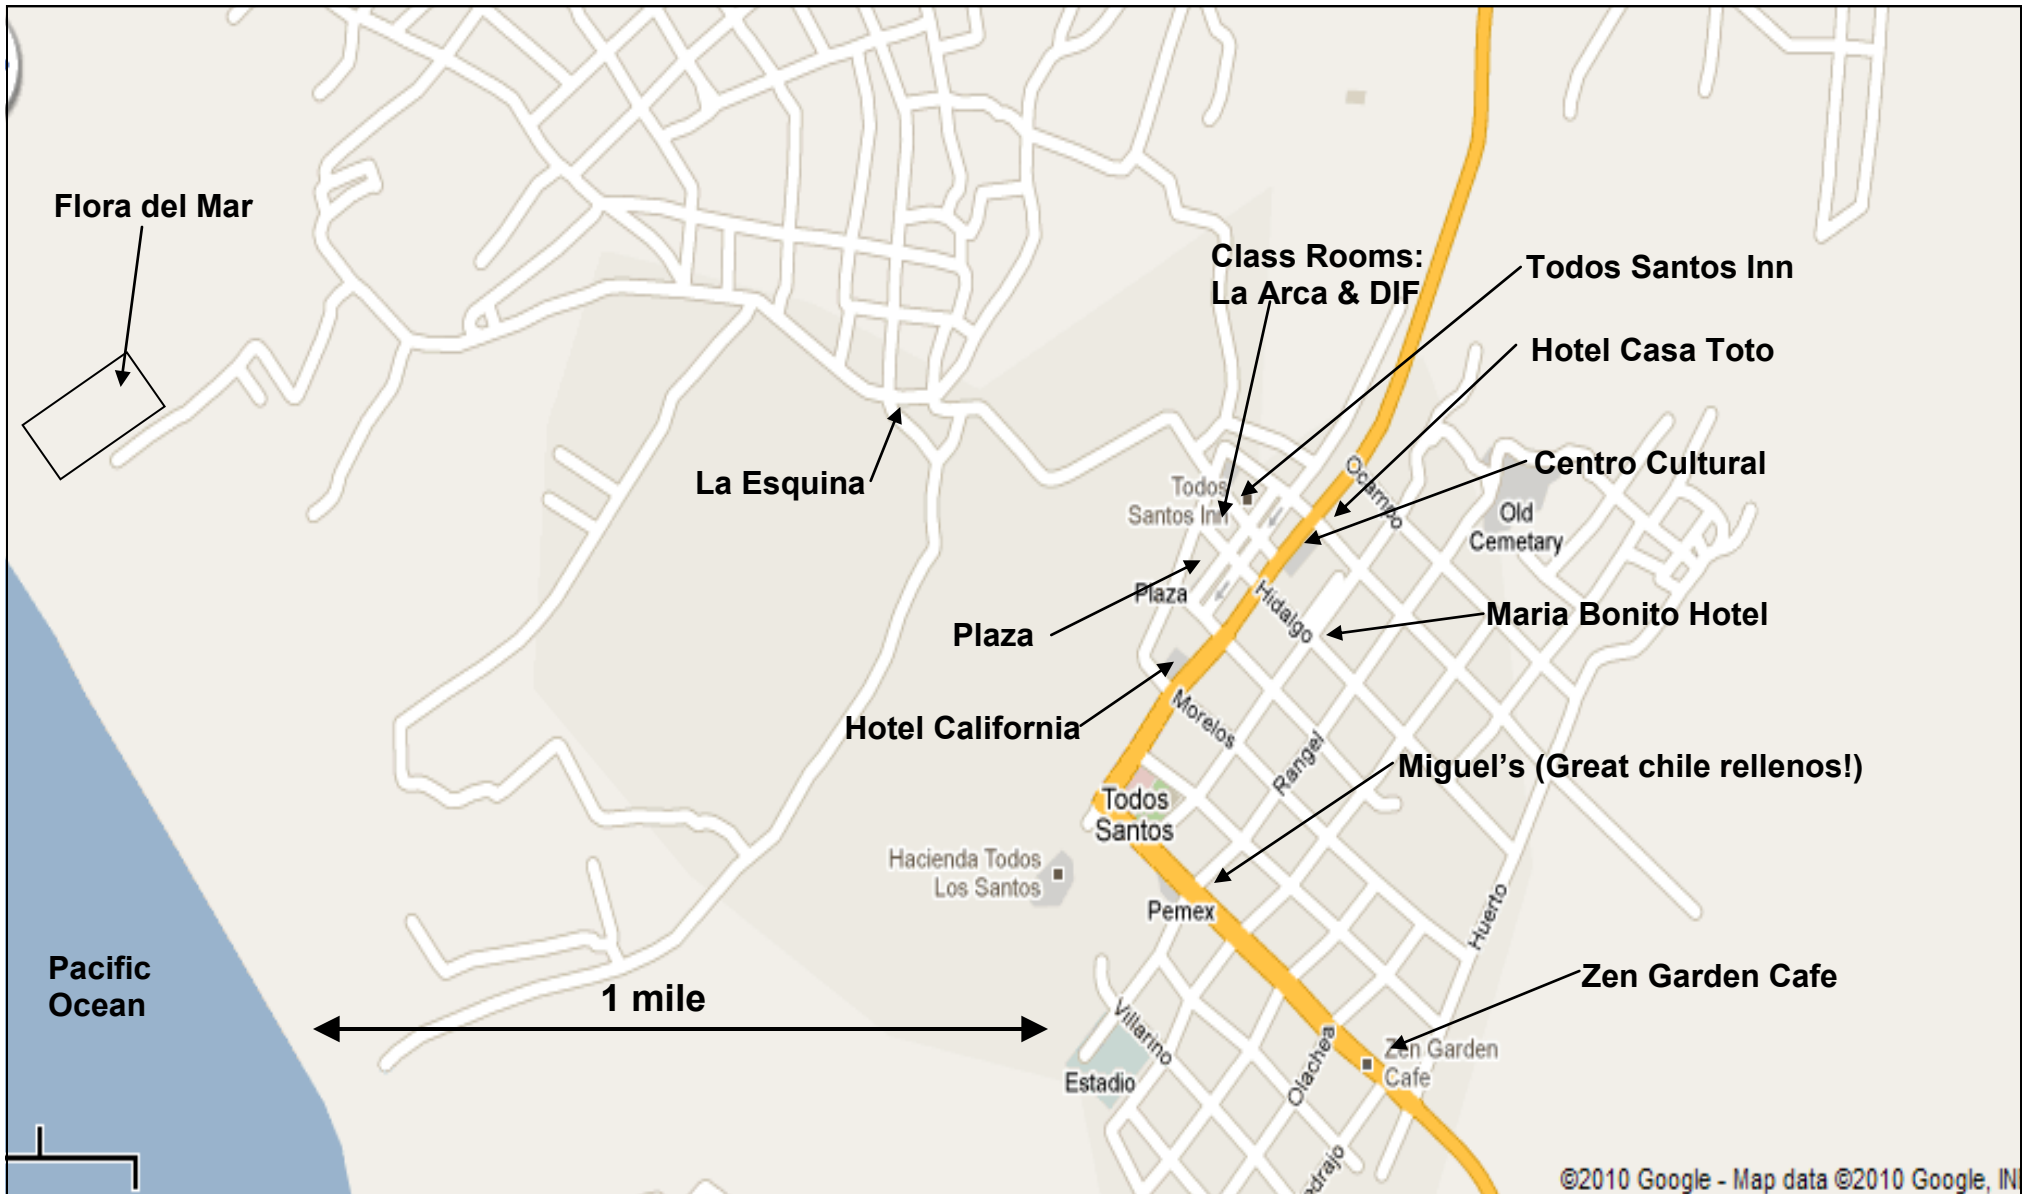 Flora del Mar
Class Rooms:
La Arca & DIF
Todos Santos Inn
Hotel Casa Toto
Ocampo
Centro Cultural
La Esquina
Todos
Santos Inn
Old
Cemetary
Plaza
Hidalgo
Maria Bonito Hotel
Plaza
Hotel California
Morelos
Rangel
Miguel's (Great chile rellenos!)
Todos
Santos
Hacienda Todos
Los Santos
Pemex
Huerto
Pacific
Ocean
1 mile
Zen Garden Cafe
Villarino
Olachea
Zen Garden
Cafe
Estadio
©2010 Google - Map data ©2010 Google,